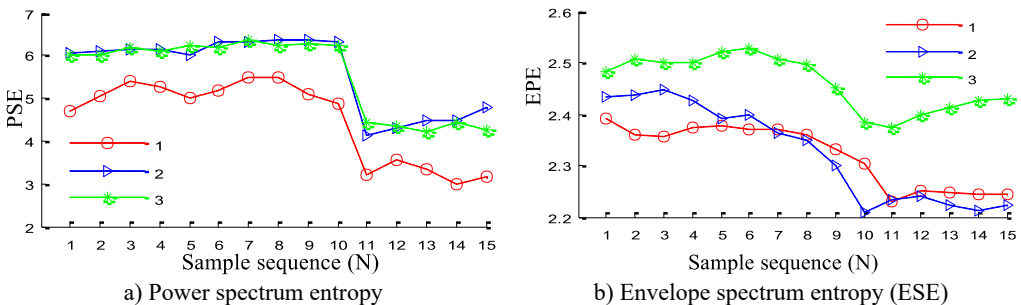 7
6
5
4
3
2
PSE
1
2
3
1 2 3 4 5 6 7 8 9 10 11 12 13 14 15
Sample sequence (N)
a) Power spectrum entropy
2.6
2.5
2.4
2.3
2.2
EPE
1
2
3
1 2 3 4 5 6 7 8 9 10 11 12 13 14 15
Sample sequence (N)
b) Envelope spectrum entropy (ESE)